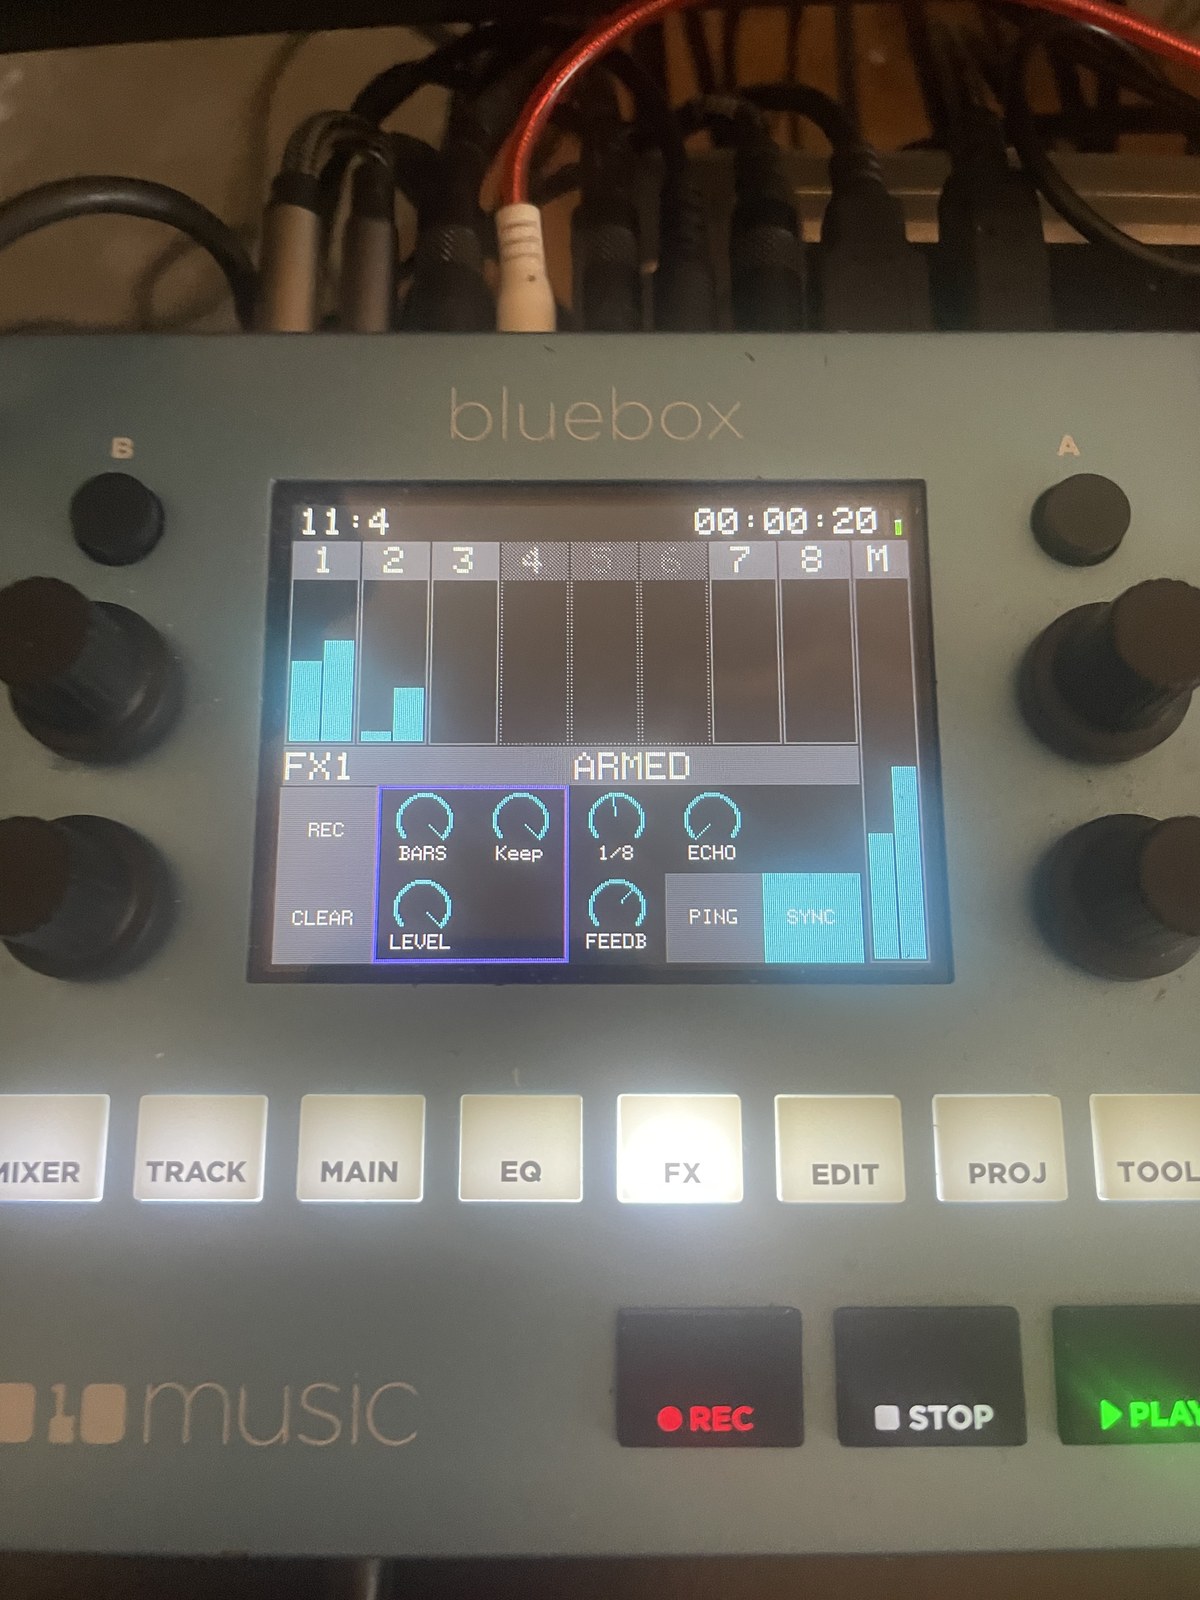 bluebox
B
A
11:4 00:00:20
1 2 3 4 5 6 7 8 M
FX1 ARMED
REC BARS Keep 1/8 ECHO
CLEAR LEVEL FEEDB PING SYNC
MIXER TRACK MAIN EQ FX EDIT PROJ TOOL
music
REC STOP PLAY